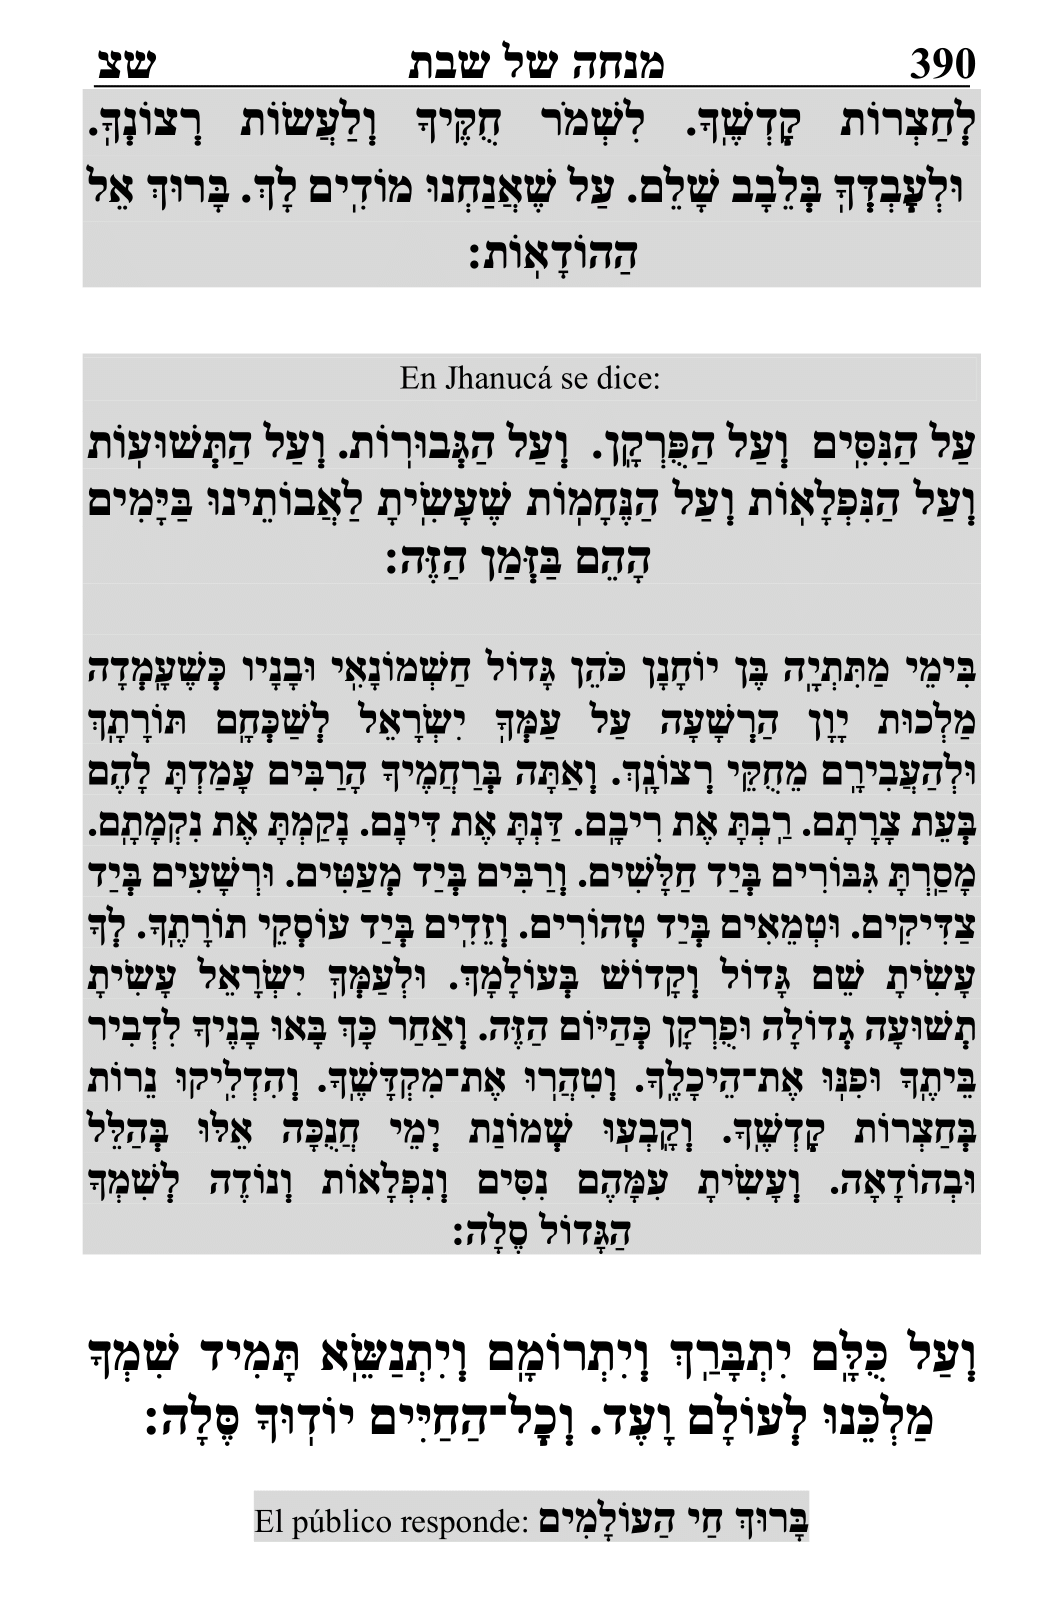 390 מנחה של שבת שצ
לְחַצְרוֹת קָדְשֶׁךָ. לִשְׁמֹר חֻקֶּיךָ וְלַעֲשׂוֹת רְצוֹנְךָ.
וּלְעָבְדְּךָ בְּלֵבָב שָׁלֵם. עַל שֶׁאֲנַחְנוּ מוֹדִים לָךְ. בָּרוּךְ אֵל
הַהוֹדָאוֹת:
En Jhanucá se dice:
עַל הַנִּסִּים וְעַל הַפֻּרְקָן. וְעַל הַגְּבוּרוֹת. וְעַל הַתְּשׁוּעוֹת
וְעַל הַנִּפְלָאוֹת וְעַל הַנֶּחָמוֹת שֶׁעָשִׂיתָ לַאֲבוֹתֵינוּ בַּיָּמִים
הָהֵם בַּזְּמַן הַזֶּה:
בִּימֵי מַתִּתְיָה בֶּן יוֹחָנָן כֹּהֵן גָּדוֹל חַשְׁמוֹנָאִי וּבָנָיו כְּשֶׁעָמְדָה
מַלְכוּת יָוָן הָרְשָׁעָה עַל עַמְּךָ יִשְׂרָאֵל לְשַׁכְּחָם תּוֹרָתָךְ
וּלְהַעֲבִירָם מֵחֻקֵּי רְצוֹנָךְ. וְאַתָּה בְּרַחֲמֶיךָ הָרַבִּים עָמַדְתָּ לָהֶם
בְּעֵת צָרָתָם. רַבְתָּ אֶת רִיבָם. דַּנְתָּ אֶת דִּינָם. נָקַמְתָּ אֶת נִקְמָתָם.
מָסַרְתָּ גִּבּוֹרִים בְּיַד חַלָּשִׁים. וְרַבִּים בְּיַד מְעַטִּים. וּרְשָׁעִים בְּיַד
צַדִּיקִים. וּטְמֵאִים בְּיַד טְהוֹרִים. וְזֵדִים בְּיַד עוֹסְקֵי תוֹרָתֶךָ. לְךָ
עָשִׂיתָ שֵׁם גָּדוֹל וְקָדוֹשׁ בְּעוֹלָמָךְ. וּלְעַמְּךָ יִשְׂרָאֵל עָשִׂיתָ
תְּשׁוּעָה גְדוֹלָה וּפֻרְקָן כְּהַיּוֹם הַזֶּה. וְאַחַר כָּךְ בָּאוּ בָנֶיךָ לִדְבִיר
בֵּיתֶךָ וּפִנּוּ אֶת־הֵיכָלֶךָ. וְטִהֲרוּ אֶת־מִקְדָּשֶׁךָ. וְהִדְלִיקוּ נֵרוֹת
בְּחַצְרוֹת קָדְשֶׁךָ. וְקָבְעוּ שְׁמוֹנַת יְמֵי חֲנֻכָּה אֵלּוּ בְּהַלֵּל
וּבְהוֹדָאָה. וְעָשִׂיתָ עִמָּהֶם נִסִּים וְנִפְלָאוֹת וְנוֹדֶה לְשִׁמְךָ
הַגָּדוֹל סֶלָה:
וְעַל כֻּלָּם יִתְבָּרַךְ וְיִתְרוֹמָם וְיִתְנַשֵּׂא תָּמִיד שִׁמְךָ
מַלְכֵּנוּ לְעוֹלָם וָעֶד. וְכָל־הַחַיִּים יוֹדוּךָ סֶּלָה:
El público responde: בָּרוּךְ חַי הַעוֹלָמִים